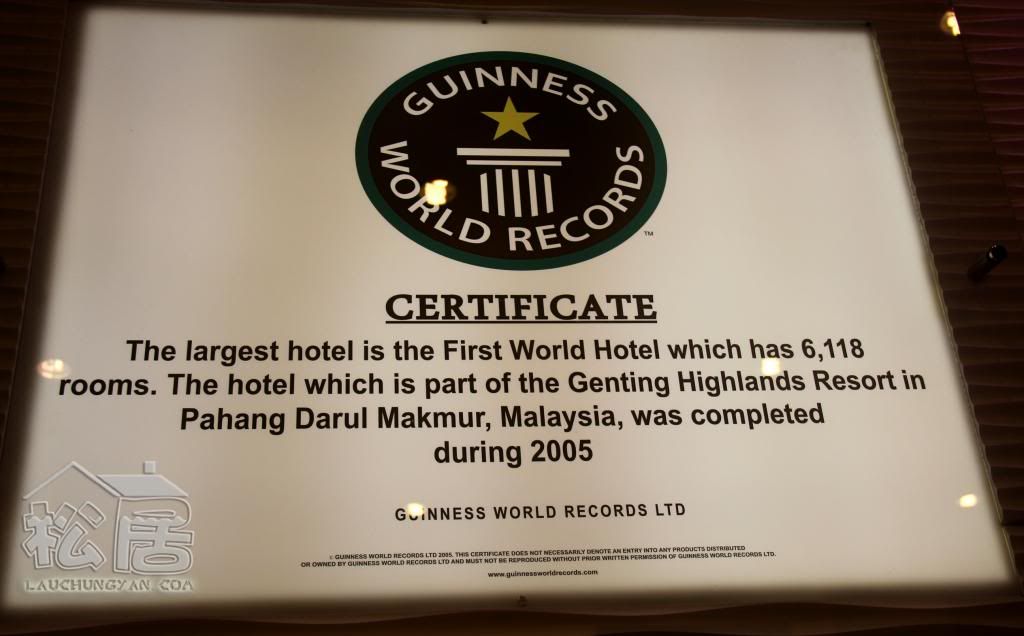 GUINNESS
WORLD RECORDS
™
CERTIFICATE
The largest hotel is the First World Hotel which has 6,118
rooms. The hotel which is part of the Genting Highlands Resort in
Pahang Darul Makmur, Malaysia, was completed
during 2005
GUINNESS WORLD RECORDS LTD
© GUINNESS WORLD RECORDS LTD 2005. THIS CERTIFICATE DOES NOT NECESSARILY DENOTE AN ENTRY INTO ANY PRODUCTS DISTRIBUTED
OR OWNED BY GUINNESS WORLD RECORDS LTD AND MUST NOT BE REPRODUCED WITHOUT PRIOR WRITTEN PERMISSION OF GUINNESS WORLD RECORDS LTD.
www.guinnessworldrecords.com
松居
LAUCHUNGYAN.COM